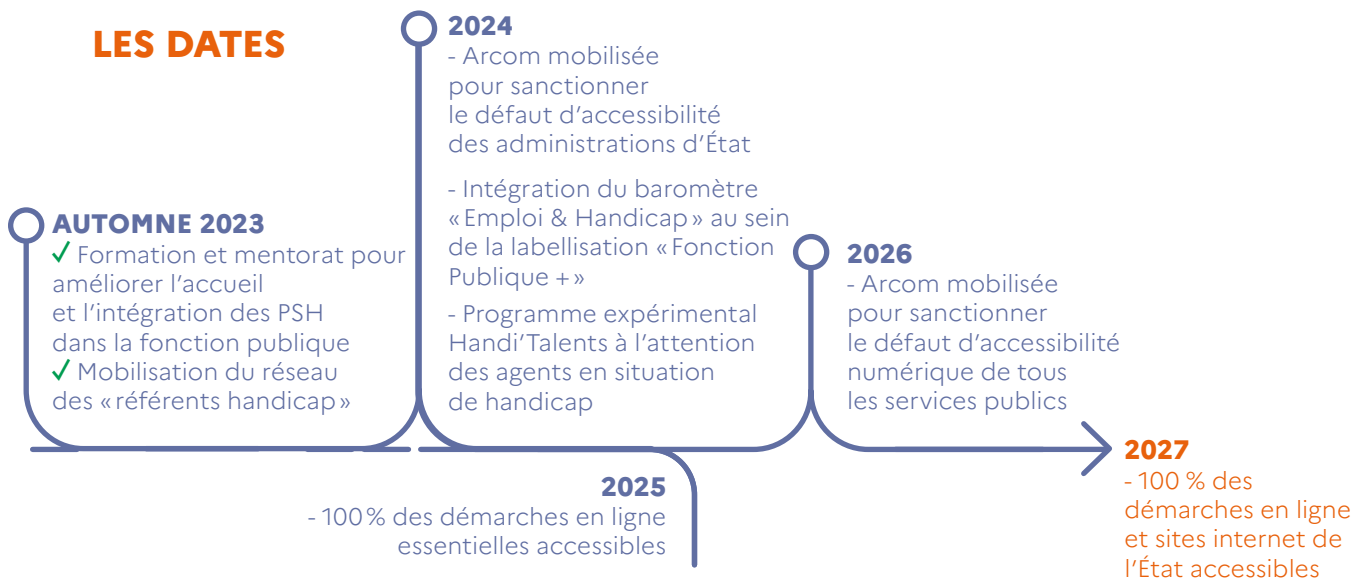 LES DATES
AUTOMNE 2023
✓ Formation et mentorat pour
améliorer l’accueil
et l’intégration des PSH
dans la fonction publique
✓ Mobilisation du réseau
des « référents handicap »
2024
- Arcom mobilisée
pour sanctionner
le défaut d’accessibilité
des administrations d’État
- Intégration du baromètre
« Emploi & Handicap » au sein
de la labellisation « Fonction
Publique + »
- Programme expérimental
Handi’Talents à l’attention
des agents en situation
de handicap
2025
- 100 % des démarches en ligne
essentielles accessibles
2026
- Arcom mobilisée
pour sanctionner
le défaut d’accessibilité
numérique de tous
les services publics
2027
- 100 % des
démarches en ligne
et sites internet de
l’État accessibles